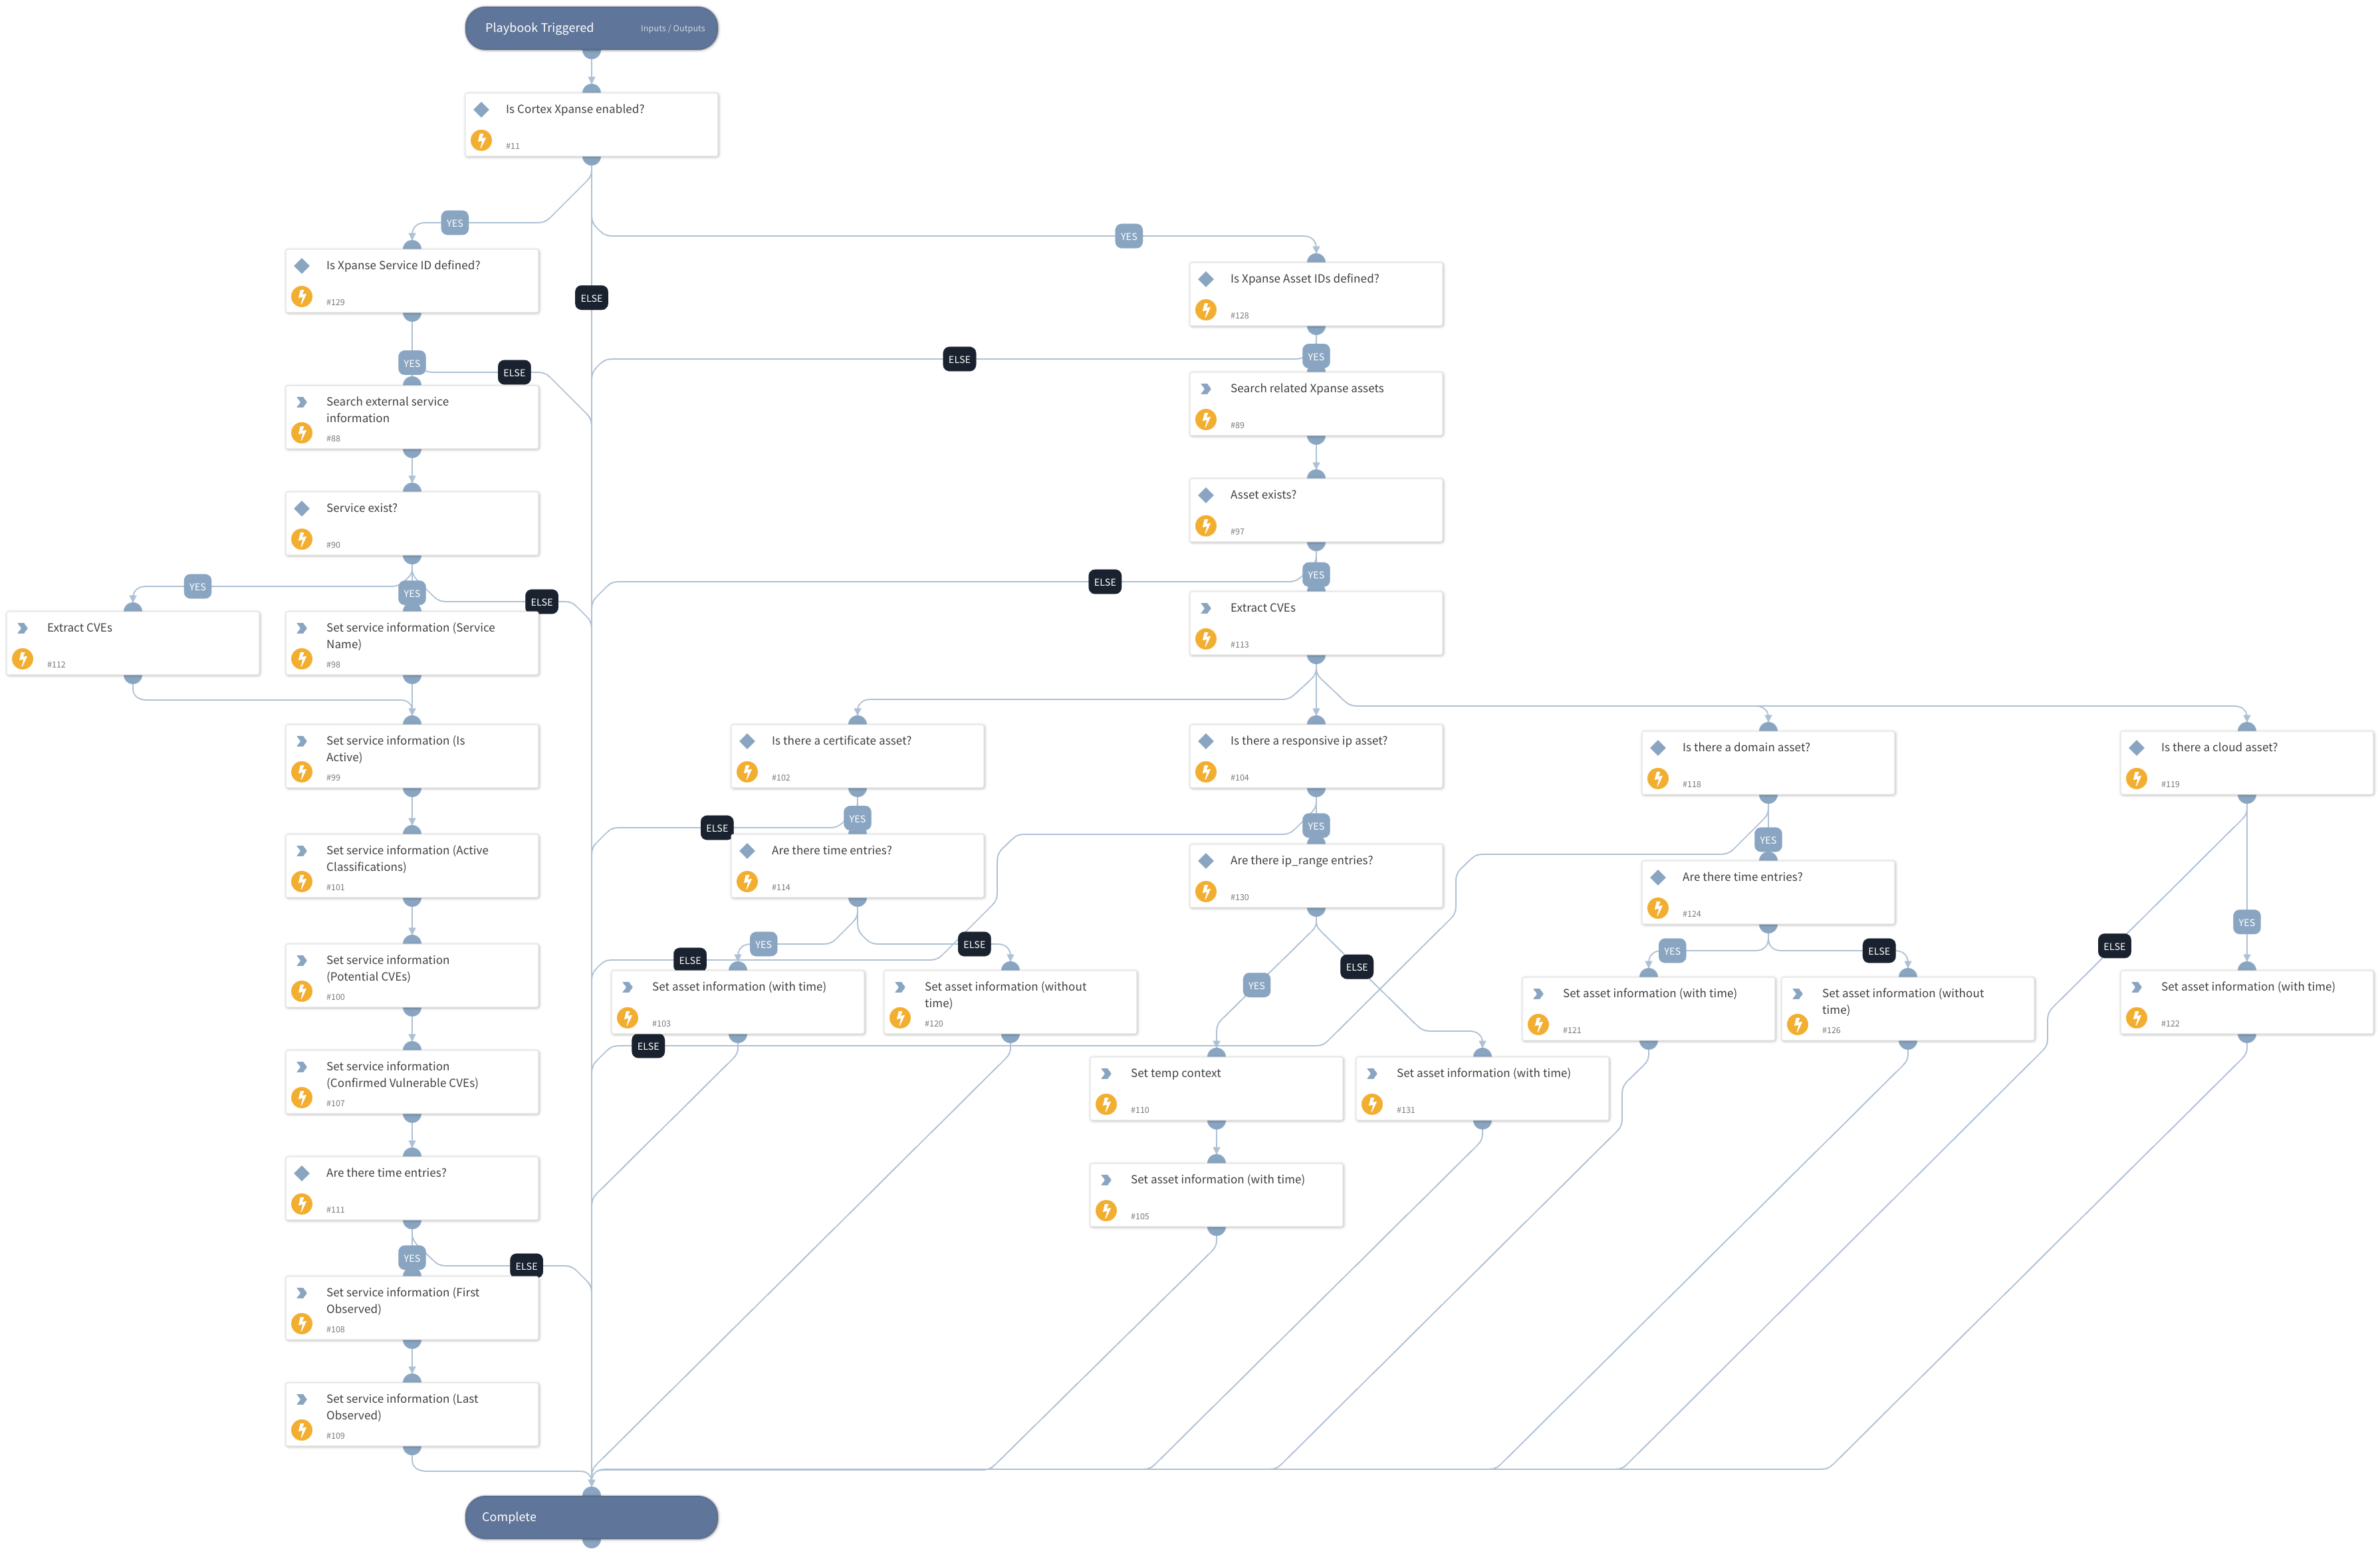 Playbook Triggered
Inputs / Outputs
Is Cortex Xpanse enabled?
#11
YES
YES
Is Xpanse Service ID defined?
#129
Is Xpanse Asset IDs defined?
#128
ELSE
YES
ELSE
ELSE
YES
Search external service
information
#88
Search related Xpanse assets
#89
Service exist?
#90
Asset exists?
#97
YES
YES
ELSE
ELSE
YES
Extract CVEs
#112
Set service information (Service
Name)
#98
Extract CVEs
#113
Set service information (Is
Active)
#99
Is there a certificate asset?
#102
Is there a responsive ip asset?
#104
Is there a domain asset?
#118
Is there a cloud asset?
#119
ELSE
YES
YES
YES
Set service information (Active
Classifications)
#101
Are there time entries?
#114
Are there ip_range entries?
#130
Are there time entries?
#124
YES
YES
ELSE
YES
ELSE
ELSE
ELSE
Set service information
(Potential CVEs)
#100
ELSE
YES
ELSE
Set asset information (with time)
#103
Set asset information (without
time)
#120
Set asset information (with time)
#121
Set asset information (without
time)
#126
Set asset information (with time)
#122
ELSE
Set service information
(Confirmed Vulnerable CVEs)
#107
Set temp context
#110
Set asset information (with time)
#131
Are there time entries?
#111
Set asset information (with time)
#105
YES
ELSE
Set service information (First
Observed)
#108
Set service information (Last
Observed)
#109
Complete